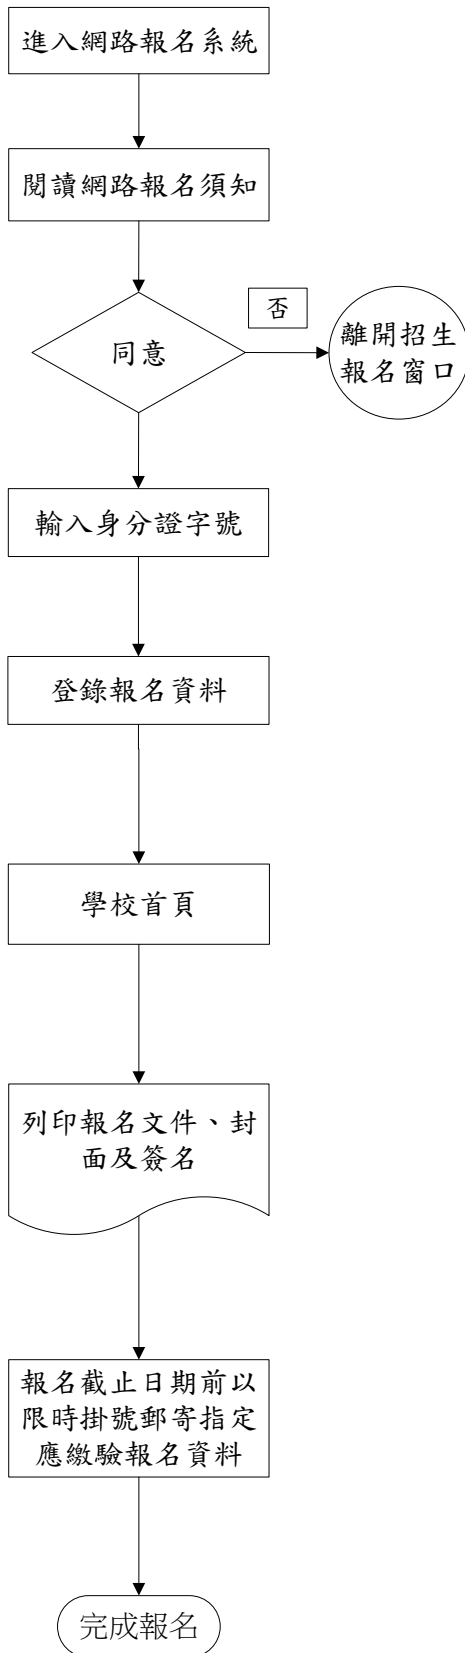 進入網路報名系統
閱讀網路報名須知
否
同意
離開招生
報名窗口
輸入身分證字號
登錄報名資料
學校首頁
列印報名文件、封
面及簽名
報名截止日期前以
限時掛號郵寄指定
應繳驗報名資料
完成報名